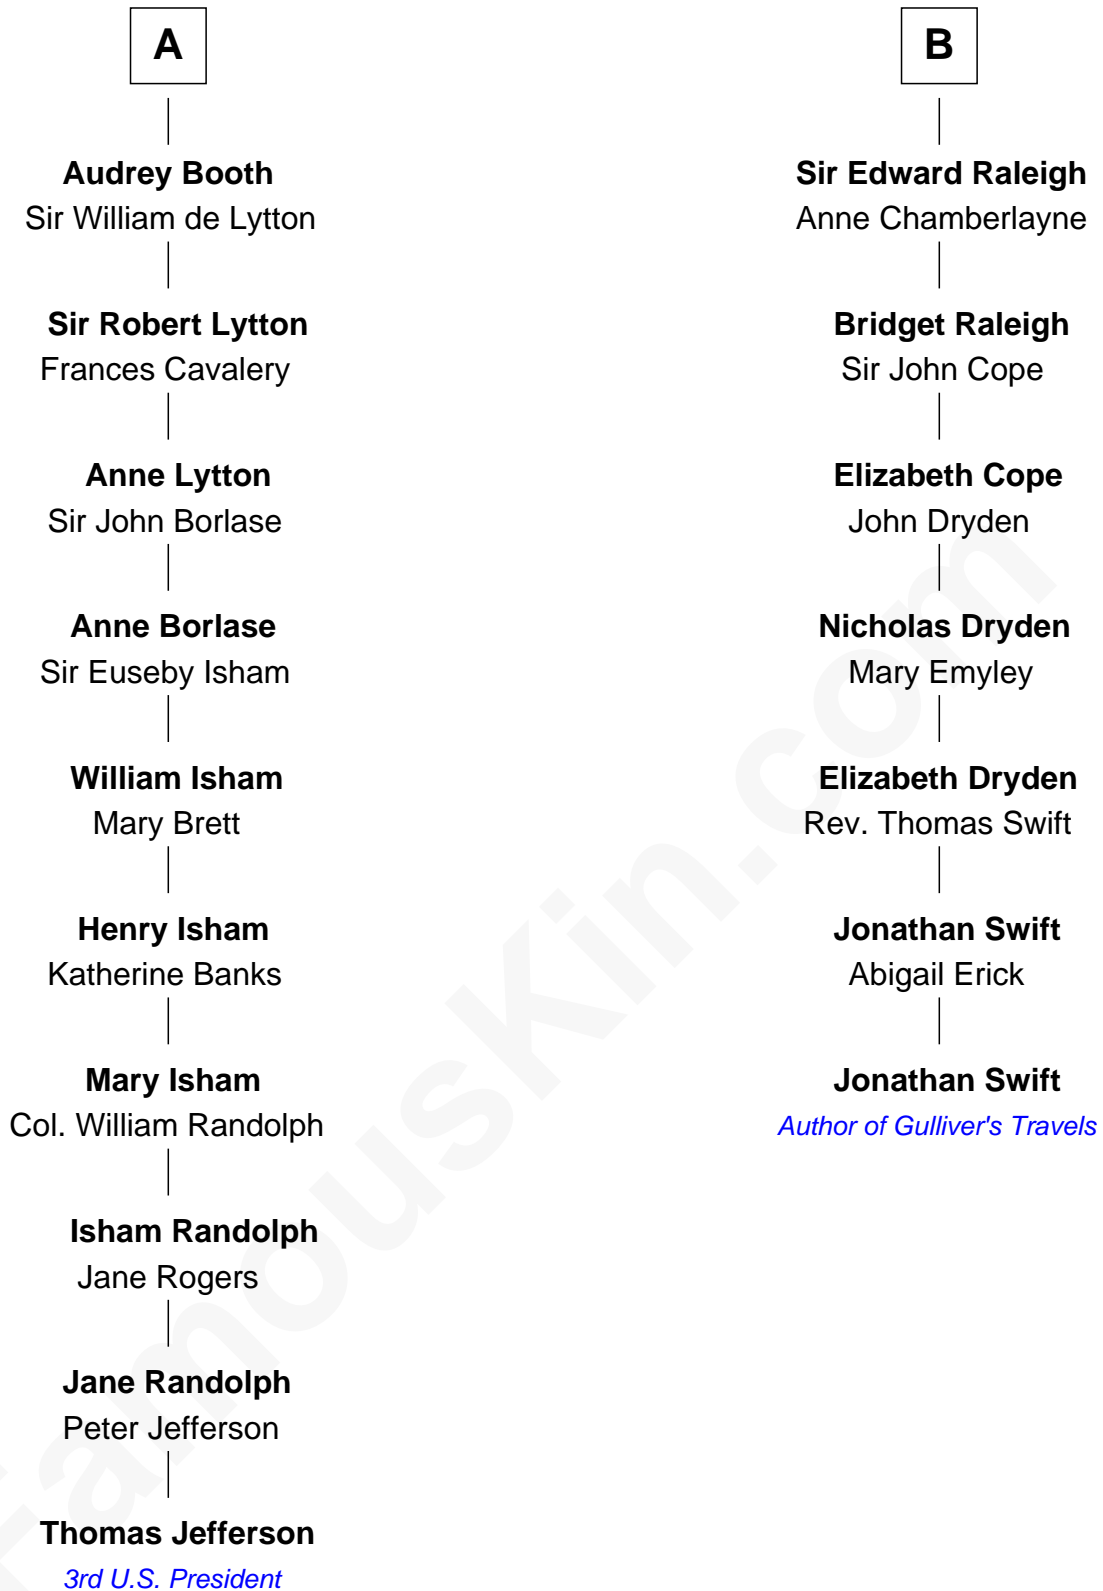 A
Audrey Booth
Sir William de Lytton
Sir Robert Lytton
Frances Cavalery
Anne Lytton
Sir John Borlase
Anne Borlase
Sir Euseby Isham
William Isham
Mary Brett
Henry Isham
Katherine Banks
Mary Isham
Col. William Randolph
Isham Randolph
Jane Rogers
Jane Randolph
Peter Jefferson
Thomas Jefferson
3rd U.S. President
B
Sir Edward Raleigh
Anne Chamberlayne
Bridget Raleigh
Sir John Cope
Elizabeth Cope
John Dryden
Nicholas Dryden
Mary Emyley
Elizabeth Dryden
Rev. Thomas Swift
Jonathan Swift
Abigail Erick
Jonathan Swift
Author of Gulliver's Travels
FamousKin.com